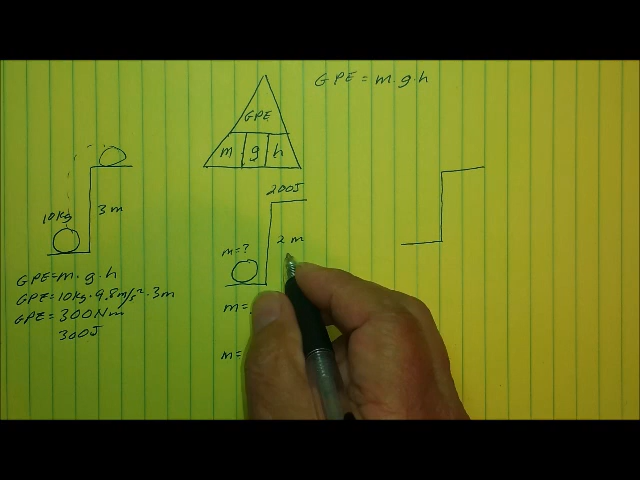 GPE = m.g.h
GPE
m g h
10kg
3m
GPE=m.g.h
GPE=10kg.9.8m/s².3m
GPE=300Nm
300J
200J
m=?
2m
m=
m=